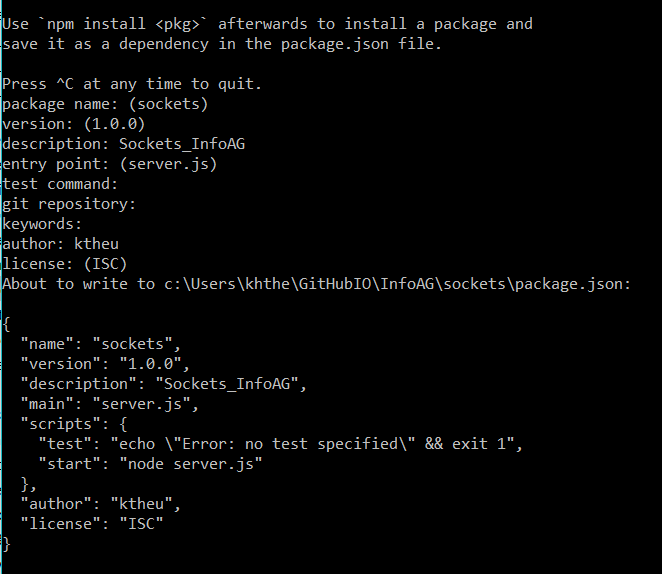 Use `npm install <pkg>` afterwards to install a package and
save it as a dependency in the package.json file.
Press ^C at any time to quit.
package name: (sockets)
version: (1.0.0)
description: Sockets_InfoAG
entry point: (server.js)
test command:
git repository:
keywords:
author: ktheu
license: (ISC)
About to write to c:\Users\khthe\GitHubIO\InfoAG\sockets\package.json:
{
  "name": "sockets",
  "version": "1.0.0",
  "description": "Sockets_InfoAG",
  "main": "server.js",
  "scripts": {
    "test": "echo \"Error: no test specified\" && exit 1",
    "start": "node server.js"
  },
  "author": "ktheu",
  "license": "ISC"
}